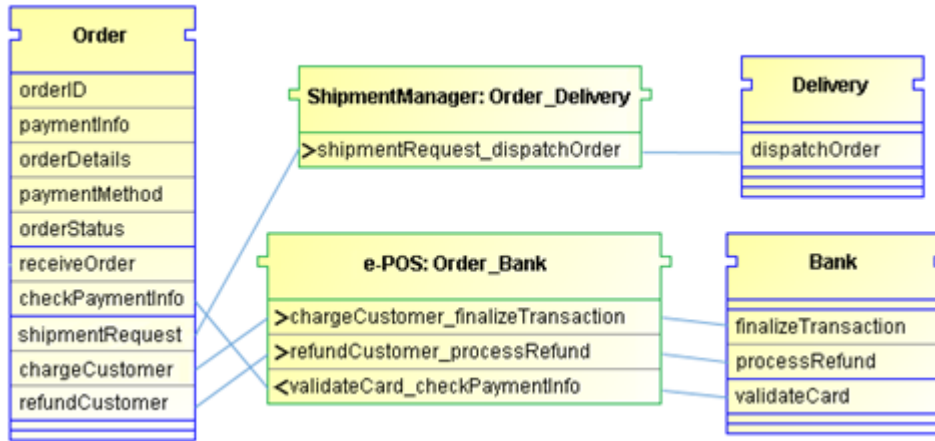 Order
orderID
paymentInfo
orderDetails
paymentMethod
orderStatus
receiveOrder
checkPaymentInfo
shipmentRequest
chargeCustomer
refundCustomer
ShipmentManager: Order_Delivery
>shipmentRequest_dispatchOrder
Delivery
dispatchOrder
e-POS: Order_Bank
>chargeCustomer_finalizeTransaction
>refundCustomer_processRefund
<validateCard_checkPaymentInfo
Bank
finalizeTransaction
processRefund
validateCard